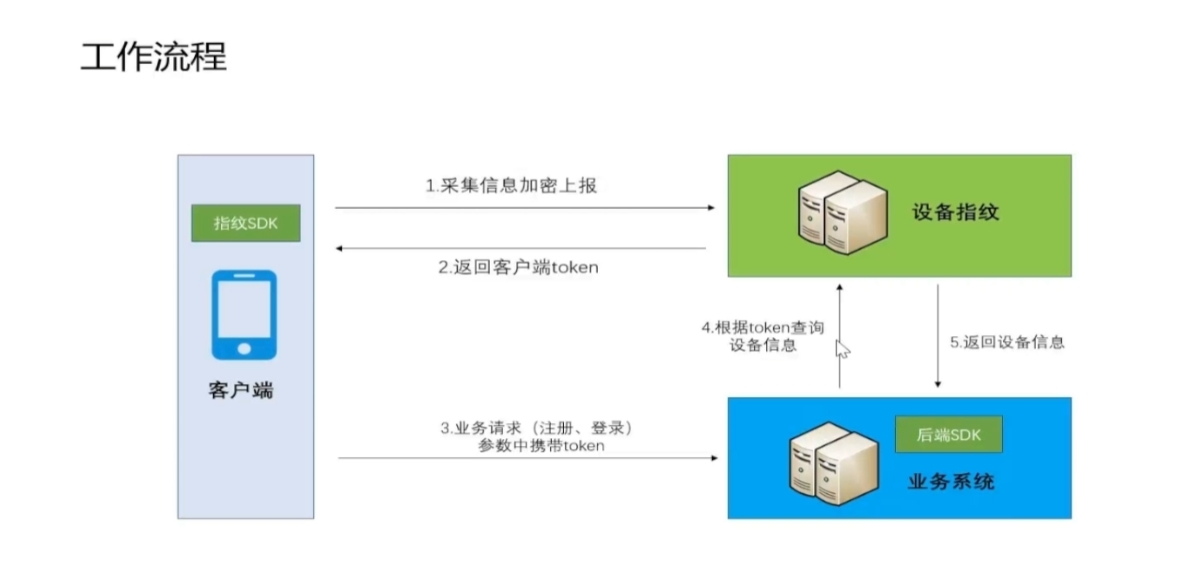 工作流程
指纹SDK
客户端
1.采集信息加密上报
2.返回客户端token
3.业务请求（注册、登录）
参数中携带token
设备指纹
4.根据token查询
设备信息
5.返回设备信息
后端SDK
业务系统